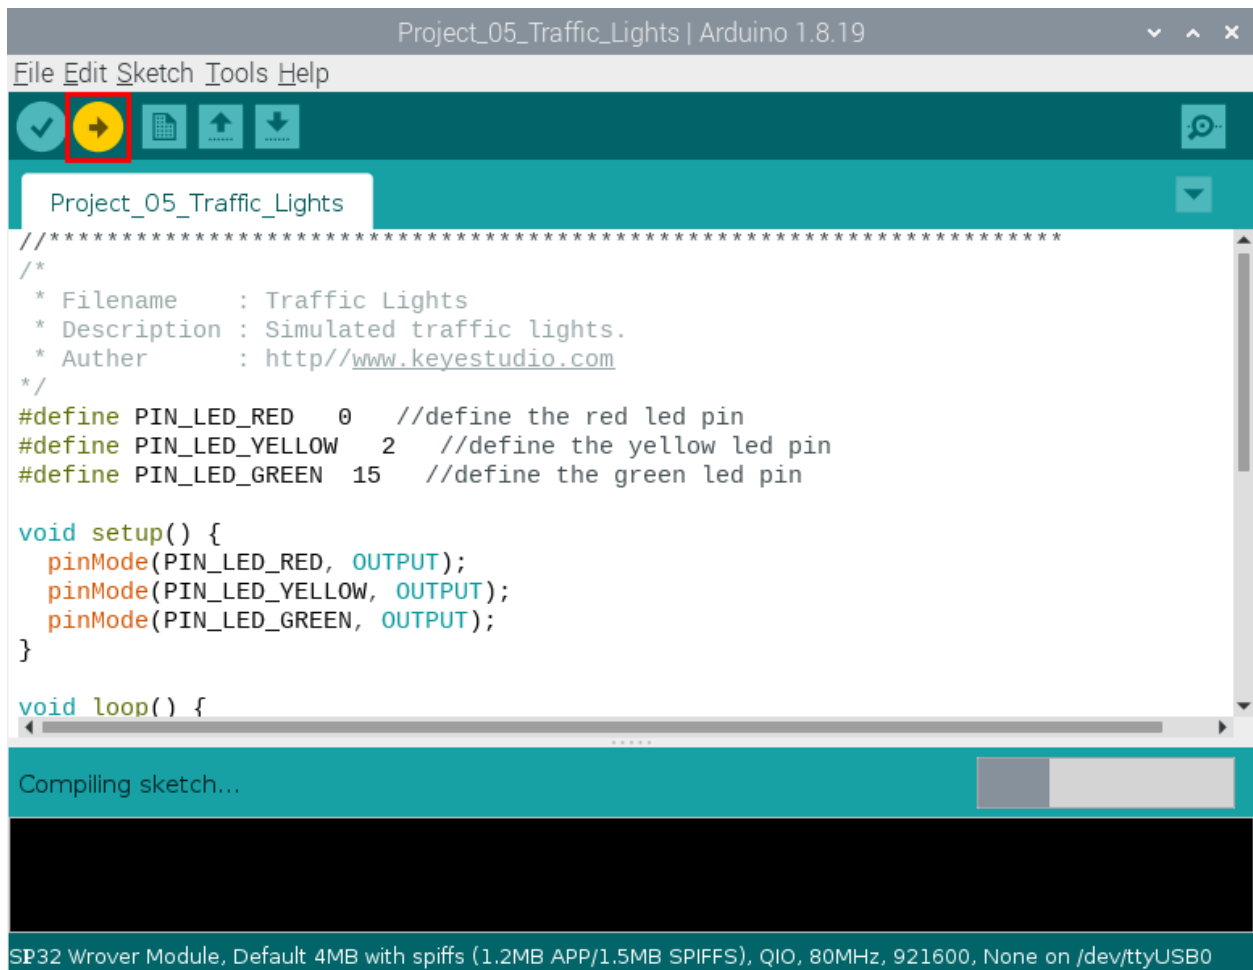 Project_05_Traffic_Lights | Arduino 1.8.19
File Edit Sketch Tools Help
Project_05_Traffic_Lights
//**********************************************************************
/*
 * Filename    : Traffic Lights
 * Description : Simulated traffic lights.
 * Auther      : http//www.keyestudio.com
*/
#define PIN_LED_RED   0   //define the red led pin
#define PIN_LED_YELLOW   2   //define the yellow led pin
#define PIN_LED_GREEN  15   //define the green led pin
void setup() {
  pinMode(PIN_LED_RED, OUTPUT);
  pinMode(PIN_LED_YELLOW, OUTPUT);
  pinMode(PIN_LED_GREEN, OUTPUT);
}
void loop() {
Compiling sketch...
SP32 Wrover Module, Default 4MB with spiffs (1.2MB APP/1.5MB SPIFFS), QIO, 80MHz, 921600, None on /dev/ttyUSB0